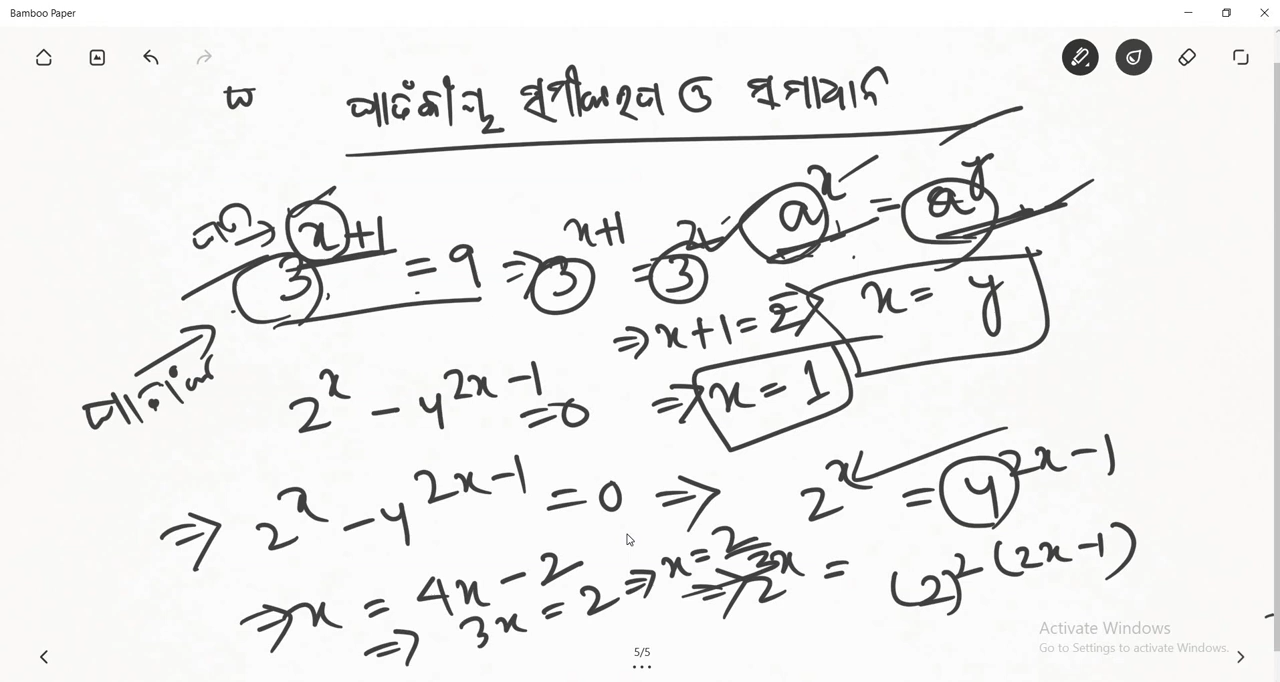 Bamboo Paper
ଘାତାଙ୍କୀୟ ସମୀକରଣ ଓ ସମାଧାନ
a^x = a^y
3^{x+1} = 9 ⇒ 3^{x+1} = 3^2
⇒ x = y
⇒ x+1 = 2
ଘାତାଙ୍କ
2^x - 4^{2x-1} = 0
⇒ x = 1
⇒ 2^x - 4^{2x-1} = 0 ⇒ 2^x = 4^{2x-1}
⇒ 2^x = (2)^{2(2x-1)}
⇒ x = 4x - 2
⇒ 3x = 2 ⇒ x = 2/3
Activate Windows
Go to Settings to activate Windows.
5/5